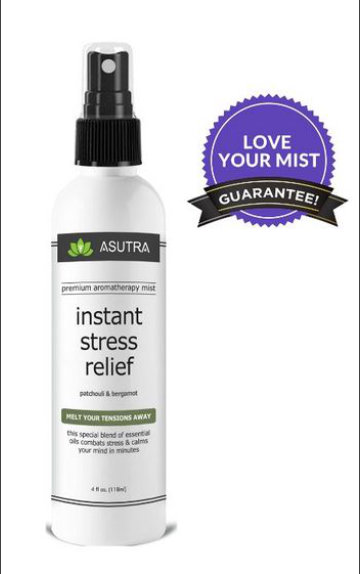 ASUTRA
premium aromatherapy mist
instant
stress
relief
patchouli & bergamot
MELT YOUR TENSIONS AWAY
this special blend of essential
oils combats stress & calms
your mind in minutes
4 fl oz. (118ml)
LOVE
YOUR MIST
GUARANTEE!